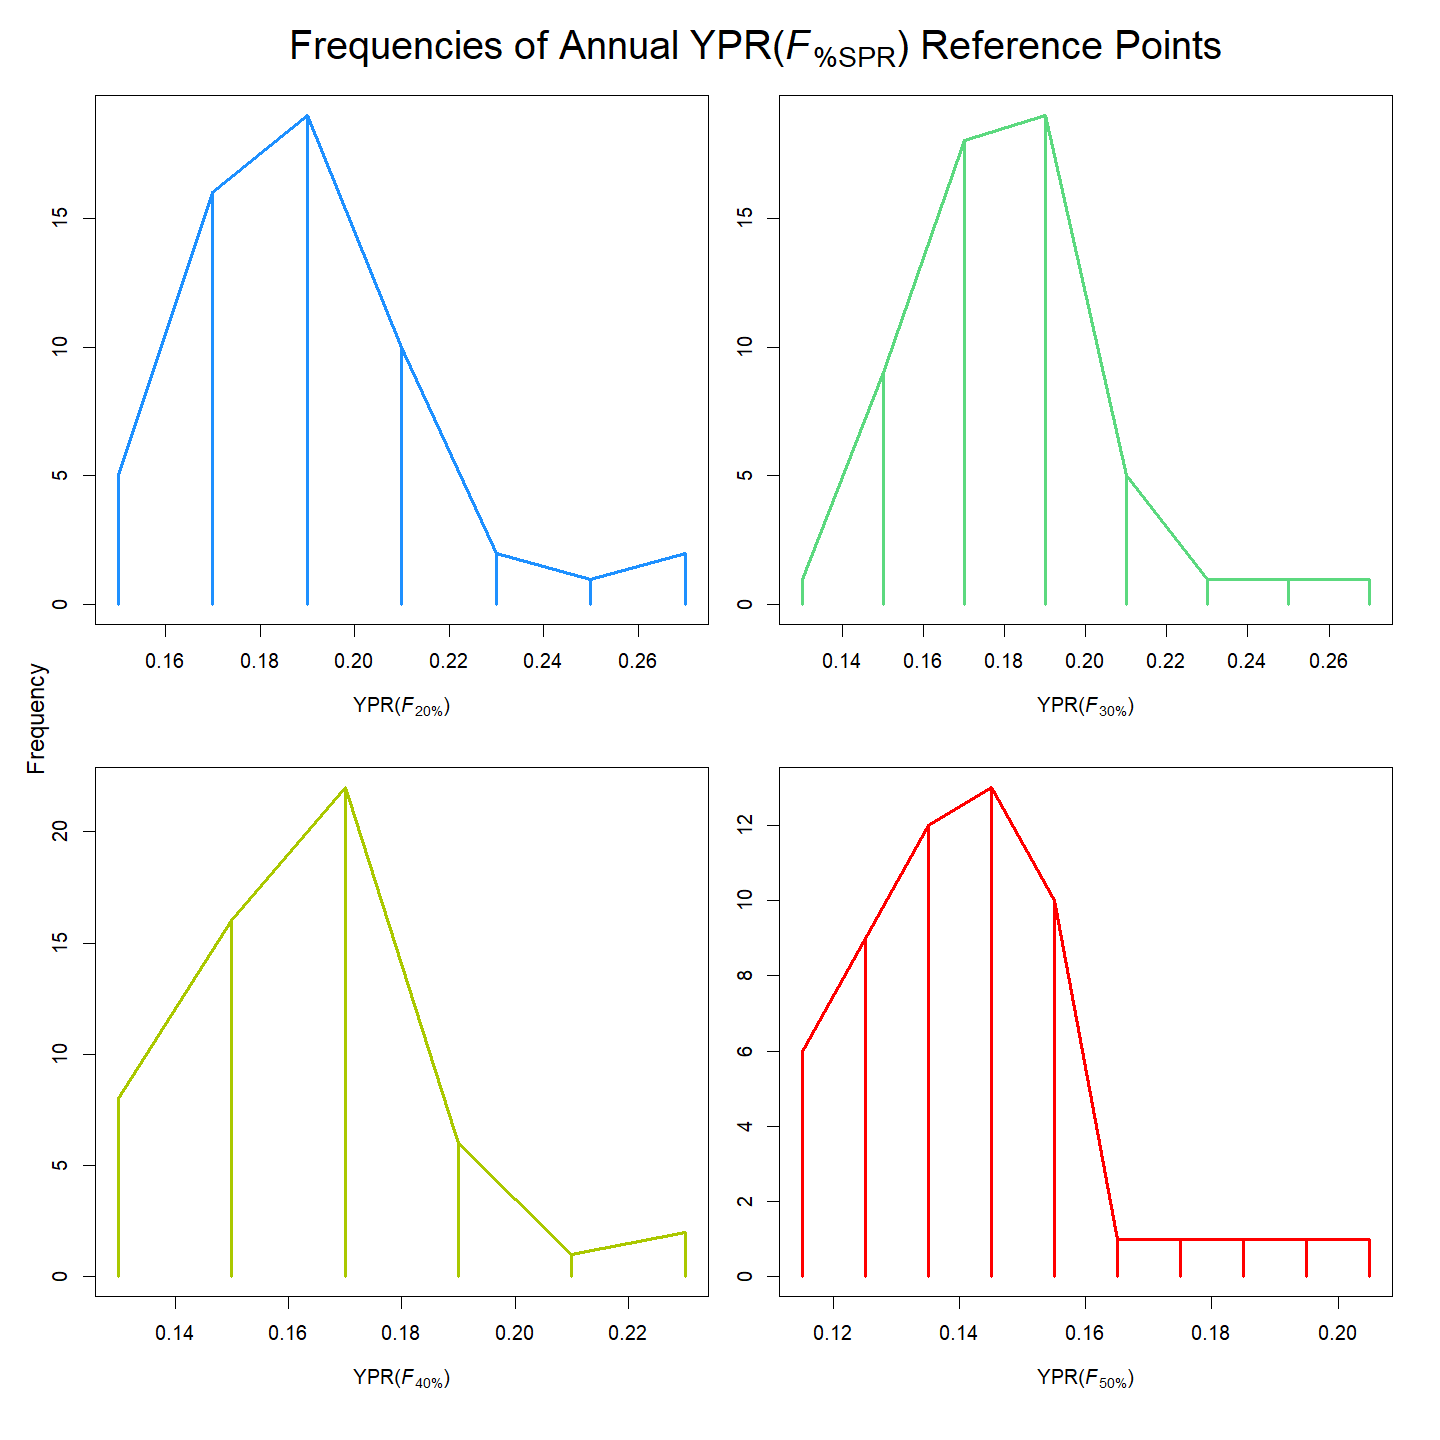 Frequencies of Annual YPR(F%SPR) Reference Points
Frequency
0 5 10 15
0.16 0.18 0.20 0.22 0.24 0.26
YPR(F20%)
0 5 10 15
0.14 0.16 0.18 0.20 0.22 0.24 0.26
YPR(F30%)
0 5 10 15 20
0.14 0.16 0.18 0.20 0.22
YPR(F40%)
0 2 4 6 8 10 12
0.12 0.14 0.16 0.18 0.20
YPR(F50%)